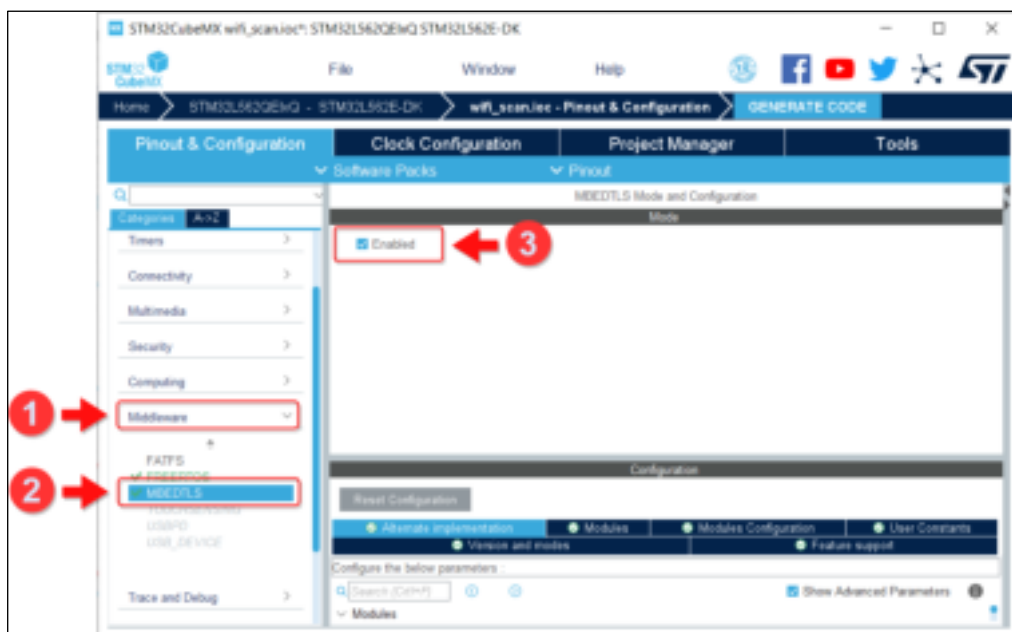 STM32CubeMX wifi_scan.ioc*: STM32L562QEIxQ STM32L562E-DK
STM32
CubeMX
File
Window
Help
Home
STM32L562QEIxQ - STM32L562E-DK
wifi_scan.ioc - Pinout & Configuration
GENERATE CODE
Pinout & Configuration
Clock Configuration
Project Manager
Tools
Software Packs
Pinout
MBEDTLS Mode and Configuration
Categories
A->Z
Mode
Timers
Enabled
3
Connectivity
Multimedia
Security
Computing
1
Middleware
FATFS
FREERTOS
Configuration
2
MBEDTLS
Reset Configuration
TOUCHSENSING
USBPD
Alternate implementation
Modules
Modules Configuration
User Constants
USB_DEVICE
Version and modes
Feature support
Configure the below parameters :
Search (Ctrl+F)
Show Advanced Parameters
Trace and Debug
Modules